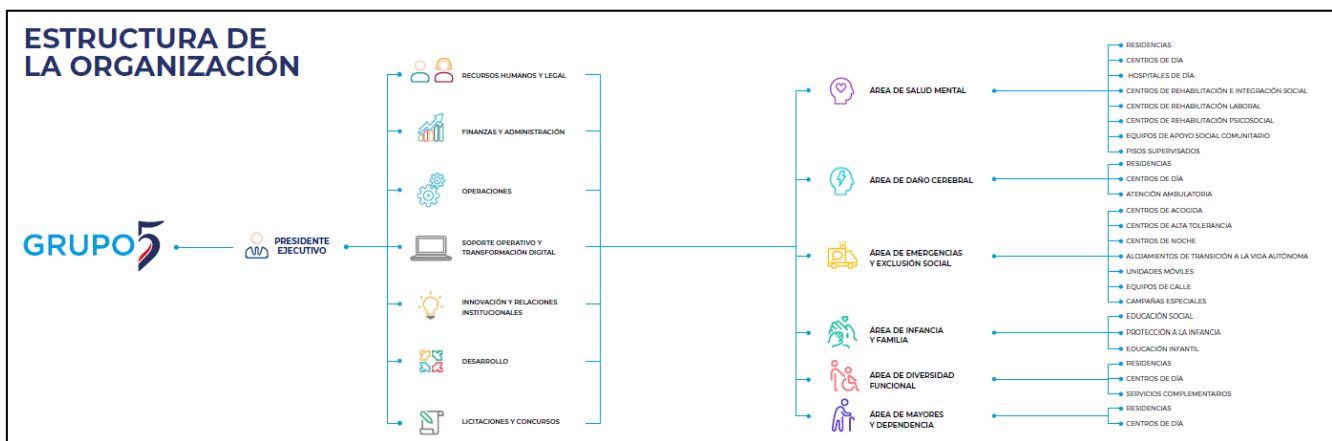 ESTRUCTURA DE
LA ORGANIZACIÓN
GRUPO5
PRESIDENTE
EJECUTIVO
RECURSOS HUMANOS Y LEGAL
FINANZAS Y ADMINISTRACIÓN
OPERACIONES
SOPORTE OPERATIVO Y
TRANSFORMACIÓN DIGITAL
INNOVACIÓN Y RELACIONES
INSTITUCIONALES
DESARROLLO
LICITACIONES Y CONCURSOS
ÁREA DE SALUD MENTAL
RESIDENCIAS
CENTROS DE DÍA
HOSPITALES DE DÍA
CENTROS DE REHABILITACIÓN E INTEGRACIÓN SOCIAL
CENTROS DE REHABILITACIÓN LABORAL
CENTROS DE REHABILITACIÓN PSICOSOCIAL
EQUIPOS DE APOYO SOCIAL COMUNITARIO
PISOS SUPERVISADOS
ÁREA DE DAÑO CEREBRAL
RESIDENCIAS
CENTROS DE DÍA
ATENCIÓN AMBULATORIA
ÁREA DE EMERGENCIAS
Y EXCLUSIÓN SOCIAL
CENTROS DE ACOGIDA
CENTROS DE ALTA TOLERANCIA
CENTROS DE NOCHE
ALOJAMIENTOS DE TRANSICIÓN A LA VIDA AUTÓNOMA
UNIDADES MÓVILES
EQUIPOS DE CALLE
CAMPAÑAS ESPECIALES
ÁREA DE INFANCIA
Y FAMILIA
EDUCACIÓN SOCIAL
PROTECCIÓN A LA INFANCIA
EDUCACIÓN INFANTIL
ÁREA DE DIVERSIDAD
FUNCIONAL
RESIDENCIAS
CENTROS DE DÍA
SERVICIOS COMPLEMENTARIOS
ÁREA DE MAYORES
Y DEPENDENCIA
RESIDENCIAS
CENTROS DE DÍA